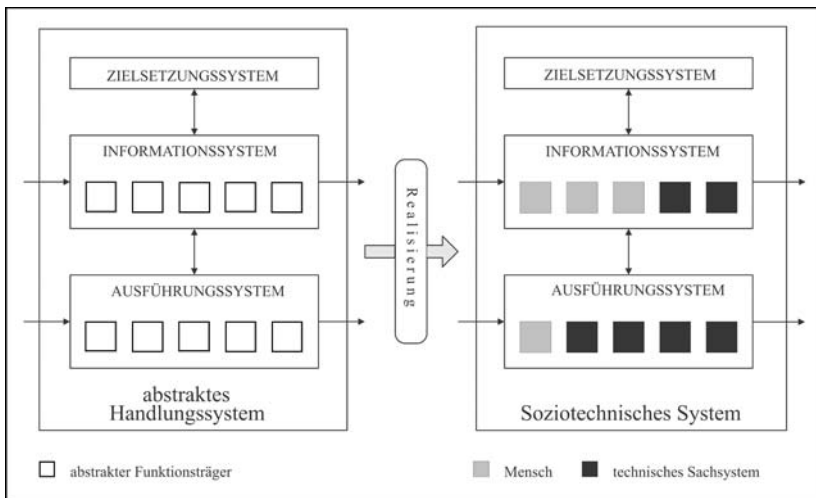 ZIELSETZUNGSSYSTEM
INFORMATIONSSYSTEM
AUSFÜHRUNGSSYSTEM
abstraktes
Handlungssystem
Realisierung
ZIELSETZUNGSSYSTEM
INFORMATIONSSYSTEM
AUSFÜHRUNGSSYSTEM
Soziotechnisches System
abstrakter Funktionsträger
Mensch
technisches Sachsystem